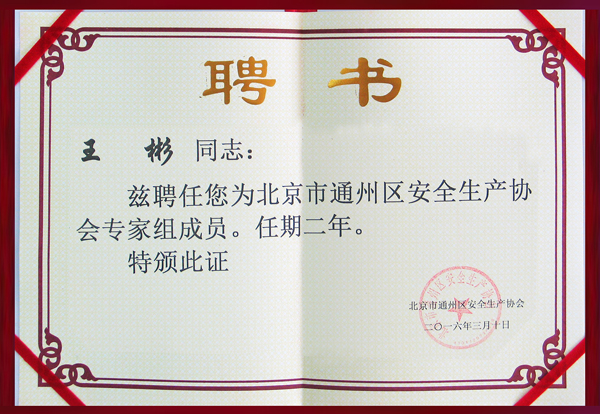 聘书
王 彬 同志：
兹聘任您为北京市通州区安全生产协
会专家组成员。任期二年。
特颁此证
北京市通州区安全生产协会
二〇一六年三月十日